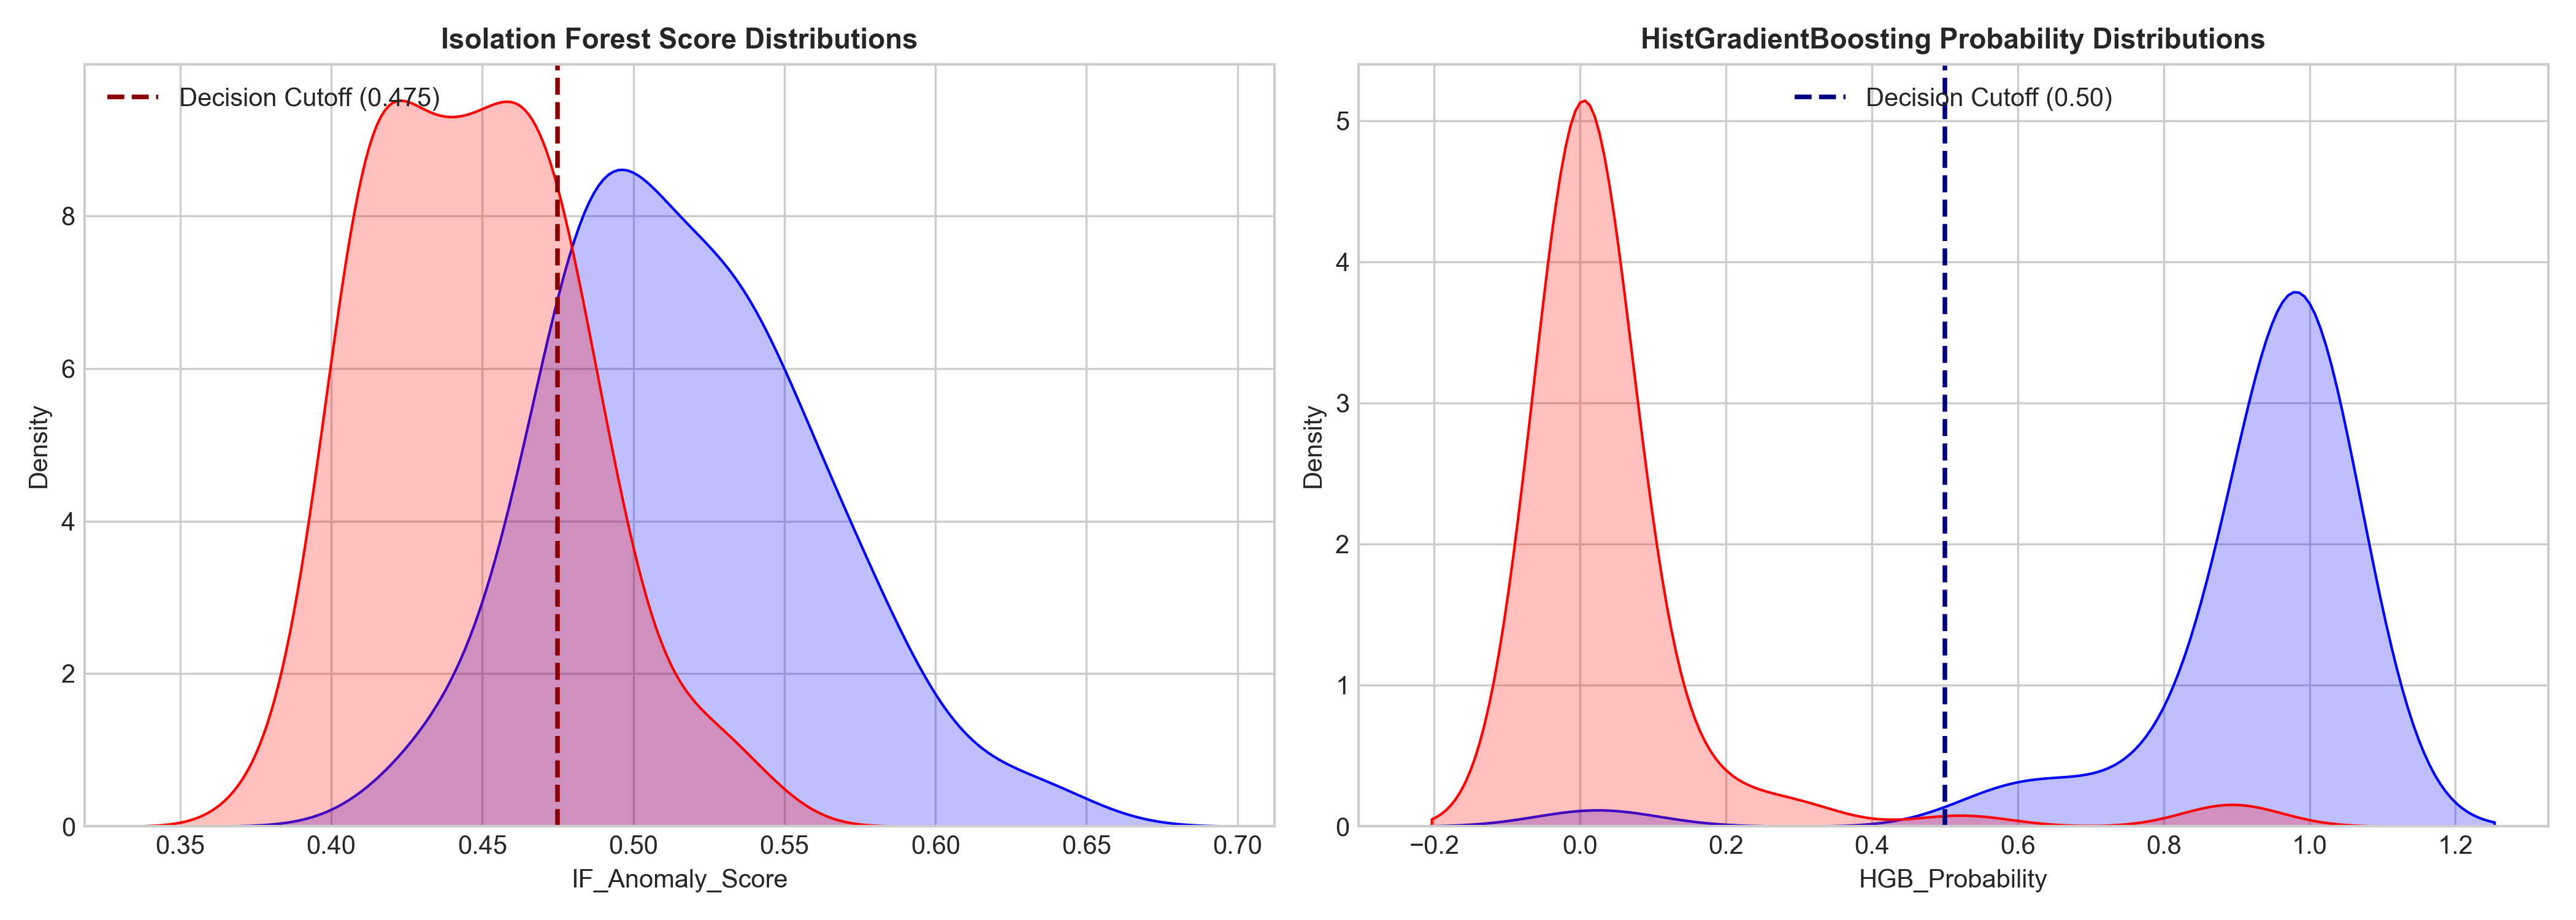 Isolation Forest Score Distributions
Decision Cutoff (0.475)
8
6
4
2
0
Density
0.35 0.40 0.45 0.50 0.55 0.60 0.65 0.70
IF_Anomaly_Score
HistGradientBoosting Probability Distributions
Decision Cutoff (0.50)
5
4
3
2
1
0
Density
−0.2 0.0 0.2 0.4 0.6 0.8 1.0 1.2
HGB_Probability